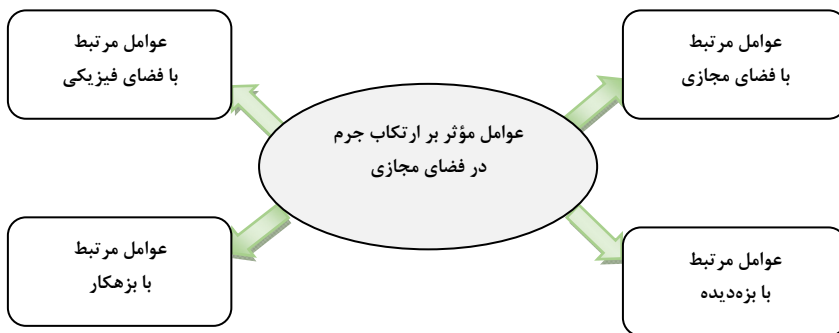 عوامل مرتبط
با فضای مجازی
عوامل مرتبط
با فضای فیزیکی
عوامل مؤثر بر ارتکاب جرم
در فضای مجازی
عوامل مرتبط
با بزه‌دیده
عوامل مرتبط
با بزهکار